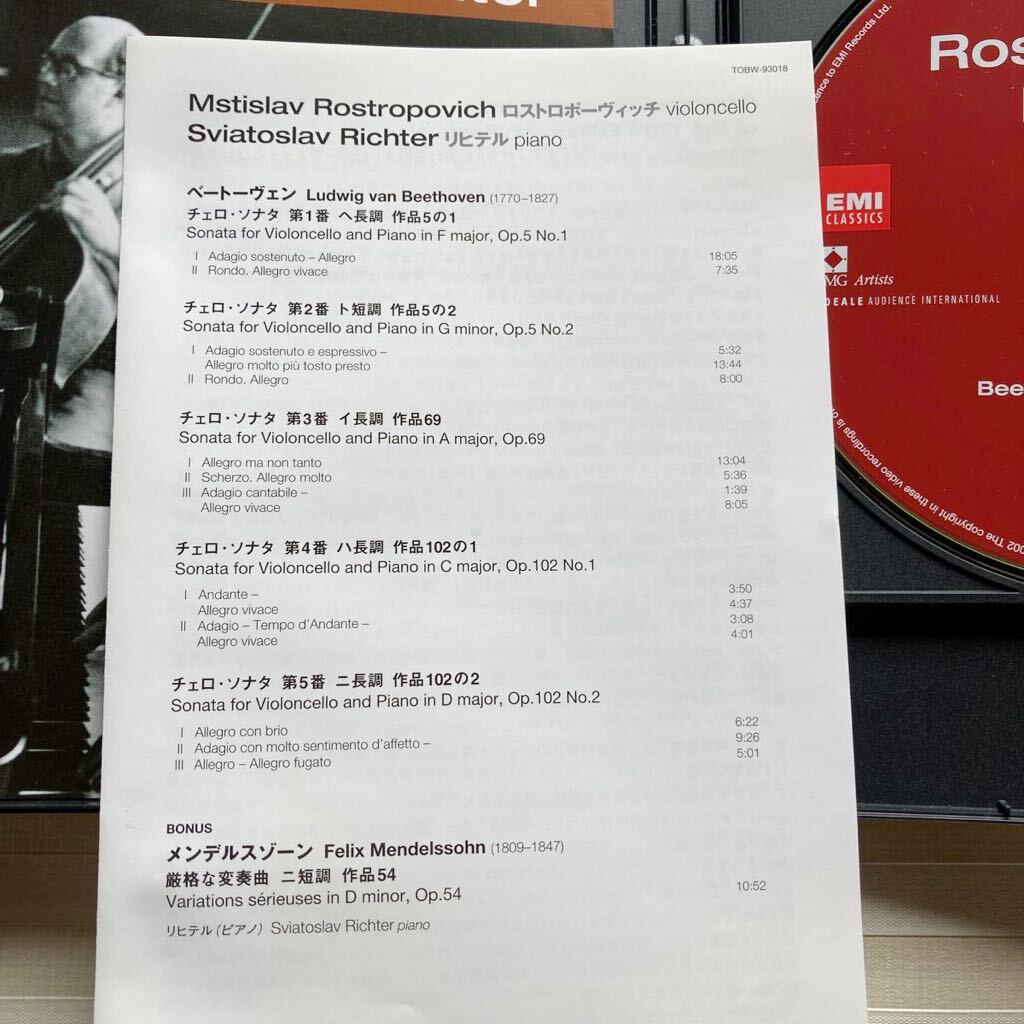 TOBW-93018
Mstislav Rostropovich ロストロポーヴィッチ violoncello
Sviatoslav Richter リヒテル piano
ベートーヴェン Ludwig van Beethoven (1770–1827)
チェロ・ソナタ 第1番 ヘ長調 作品5の1
Sonata for Violoncello and Piano in F major, Op.5 No.1
I Adagio sostenuto – Allegro 18:05
II Rondo. Allegro vivace 7:35
チェロ・ソナタ 第2番 ト短調 作品5の2
Sonata for Violoncello and Piano in G minor, Op.5 No.2
I Adagio sostenuto e espressivo – 5:32
Allegro molto più tosto presto 13:44
II Rondo. Allegro 8:00
チェロ・ソナタ 第3番 イ長調 作品69
Sonata for Violoncello and Piano in A major, Op.69
I Allegro ma non tanto 13:04
II Scherzo. Allegro molto 5:36
III Adagio cantabile – 1:39
Allegro vivace 8:05
チェロ・ソナタ 第4番 ハ長調 作品102の1
Sonata for Violoncello and Piano in C major, Op.102 No.1
I Andante – 3:50
Allegro vivace 4:37
II Adagio – Tempo d'Andante – 3:08
Allegro vivace 4:01
チェロ・ソナタ 第5番 ニ長調 作品102の2
Sonata for Violoncello and Piano in D major, Op.102 No.2
I Allegro con brio 6:22
II Adagio con molto sentimento d'affetto – 9:26
III Allegro – Allegro fugato 5:01
BONUS
メンデルスゾーン Felix Mendelssohn (1809–1847)
厳格な変奏曲 ニ短調 作品54
Variations sérieuses in D minor, Op.54 10:52
リヒテル (ピアノ) Sviatoslav Richter piano
Ros
EMI
CLASSICS
MG Artists
DEALE AUDIENCE INTERNATIONAL
Bee
ence to EMI Records Ltd.
002 The copyright in these video recordings is o